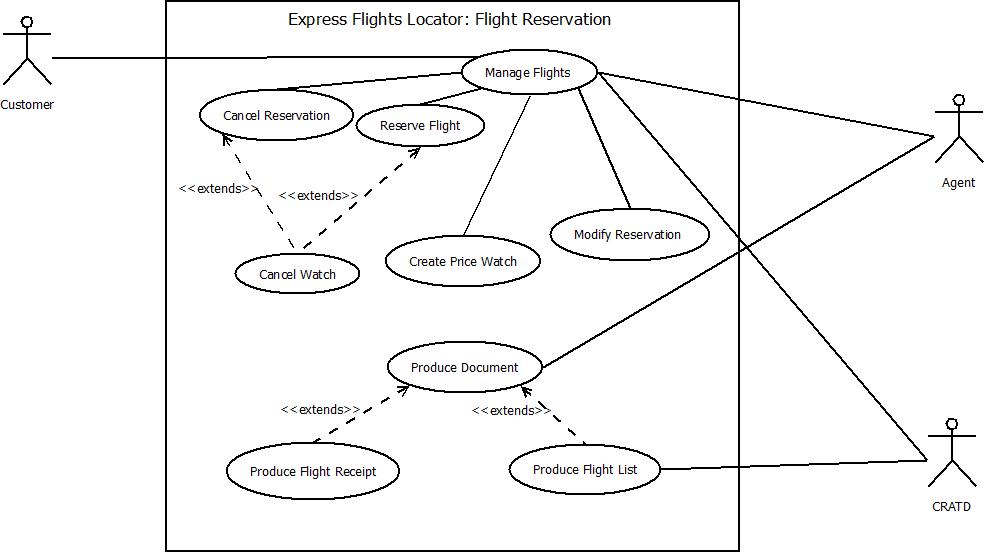 Express Flights Locator: Flight Reservation
Manage Flights
Customer
Cancel Reservation
Reserve Flight
Agent
<<extends>>
<<extends>>
Modify Reservation
Create Price Watch
Cancel Watch
Produce Document
<<extends>>
<<extends>>
Produce Flight Receipt
Produce Flight List
CRATD